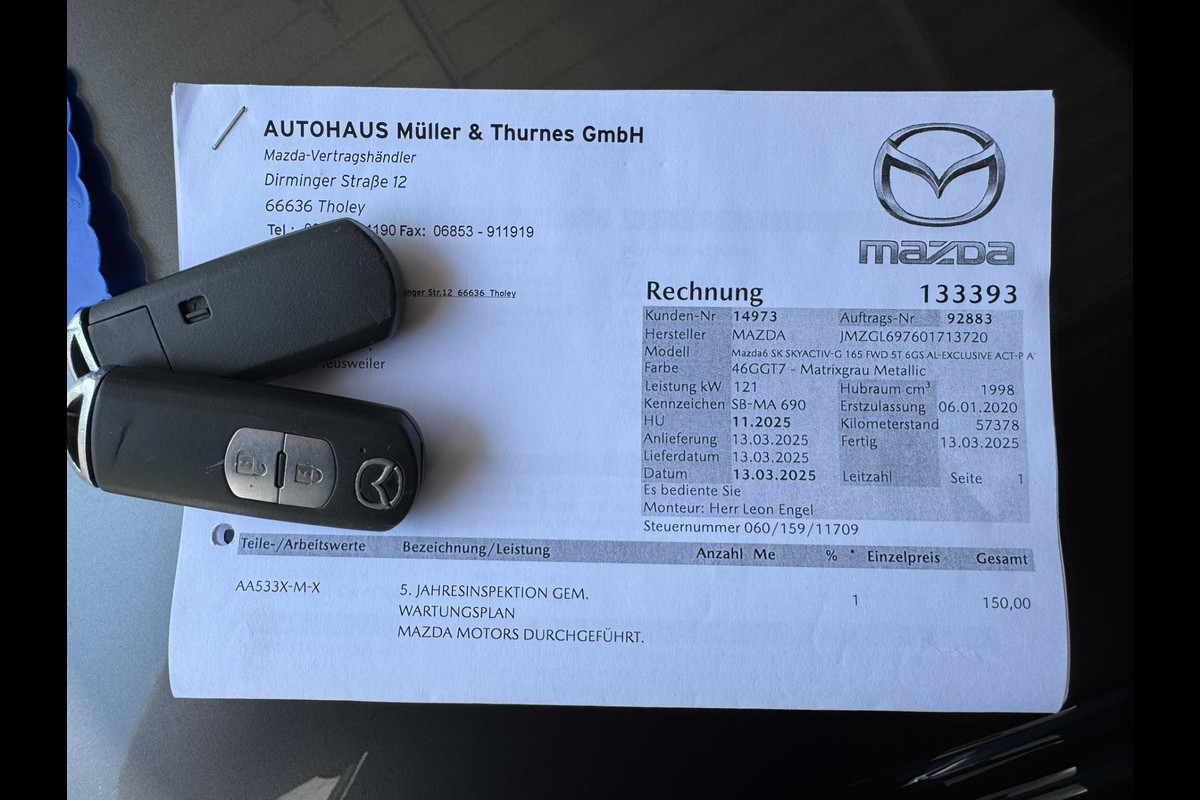 AUTOHAUS Müller & Thurnes GmbH
Mazda-Vertragshändler
Dirminger Straße 12
66636 Tholey
Tel.: 190 Fax: 06853 - 911919
mazda
Str.12 66636 Tholey
Rechnung 133393
Kunden-Nr 14973 Auftrags-Nr 92883
Hersteller MAZDA JMZGL697601713720
Modell Mazda6 SK SKYACTIV-G 165 FWD 5T 6GS AL-EXCLUSIVE ACT-P A
Farbe 46GGT7 - Matrixgrau Metallic
Leistung kW 121 Hubraum cm³ 1998
Kennzeichen SB-MA 690 Erstzulassung 06.01.2020
HU 11.2025 Kilometerstand 57378
Anlieferung 13.03.2025 Fertig 13.03.2025
Lieferdatum 13.03.2025
Datum 13.03.2025 Leitzahl Seite 1
Es bediente Sie
Monteur: Herr Leon Engel
Steuernummer 060/159/11709
Teile-/Arbeitswerte Bezeichnung/Leistung Anzahl Me % * Einzelpreis Gesamt
AA533X-M-X 5. JAHRESINSPEKTION GEM. 1 150,00
WARTUNGSPLAN
MAZDA MOTORS DURCHGEFÜHRT.